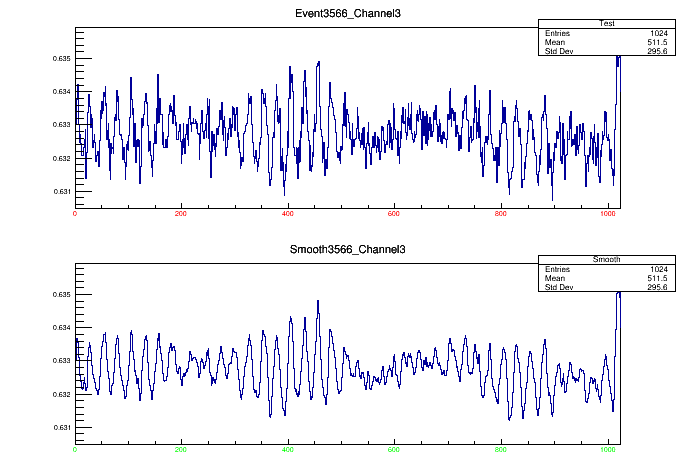 Event3566_Channel3
Test
Entries 1024
Mean 511.5
Std Dev 295.6
0.635
0.634
0.633
0.632
0.631
0 200 400 600 800 1000
Smooth3566_Channel3
Smooth
Entries 1024
Mean 511.5
Std Dev 295.6
0.635
0.634
0.633
0.632
0.631
0 200 400 600 800 1000